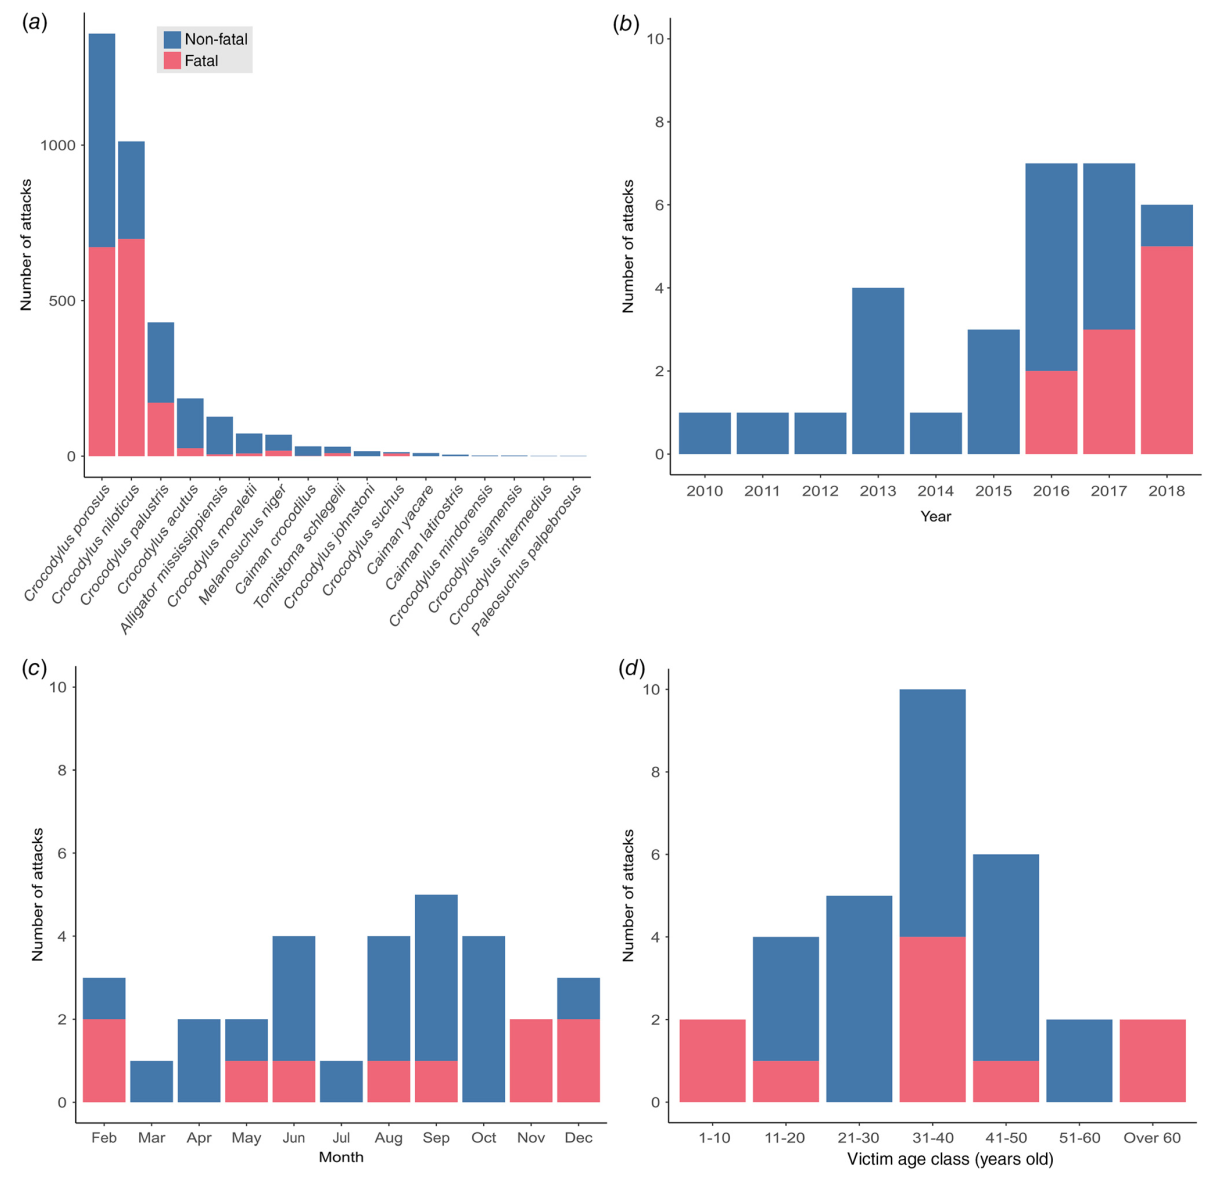 (a)
Non-fatal
Fatal
Number of attacks
1000
500
0
Crocodylus porosus
Crocodylus niloticus
Crocodylus palustris
Crocodylus acutus
Alligator mississippiensis
Crocodylus moreletii
Melanosuchus niger
Caiman crocodilus
Tomistoma schlegelii
Crocodylus johnstoni
Crocodylus suchus
Caiman yacare
Caiman latirostris
Crocodylus mindorensis
Crocodylus siamensis
Crocodylus intermedius
Paleosuchus palpebrosus
(b)
Number of attacks
10
8
6
4
2
0
2010 2011 2012 2013 2014 2015 2016 2017 2018
Year
(c)
Number of attacks
10
8
6
4
2
0
Feb Mar Apr May Jun Jul Aug Sep Oct Nov Dec
Month
(d)
Number of attacks
10
8
6
4
2
0
1-10 11-20 21-30 31-40 41-50 51-60 Over 60
Victim age class (years old)